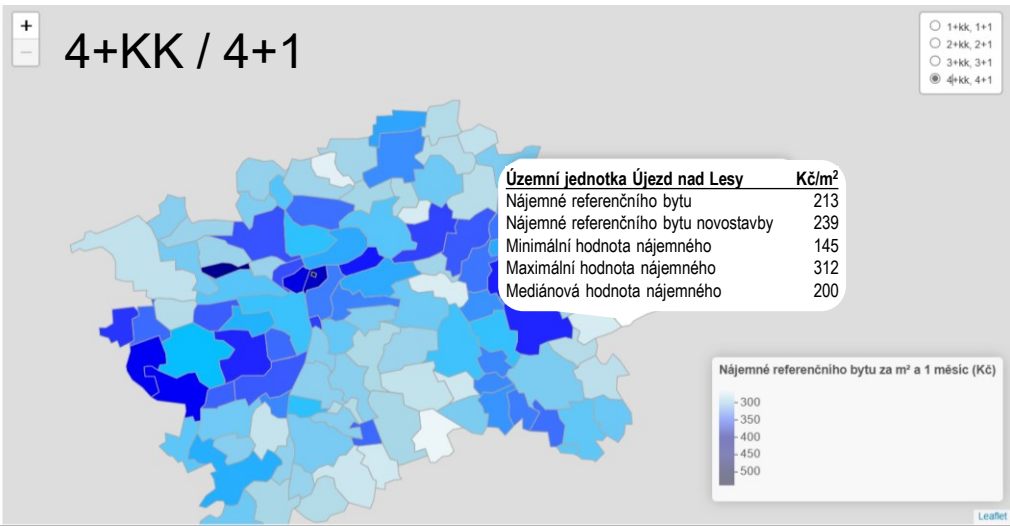 +
−
4+KK / 4+1
1+kk, 1+1
2+kk, 2+1
3+kk, 3+1
4+kk, 4+1
Územní jednotka Újezd nad Lesy Kč/m²
Nájemné referenčního bytu 213
Nájemné referenčního bytu novostavby 239
Minimální hodnota nájemného 145
Maximální hodnota nájemného 312
Mediánová hodnota nájemného 200
Nájemné referenčního bytu za m² a 1 měsíc (Kč)
300
350
400
450
500
Leaflet